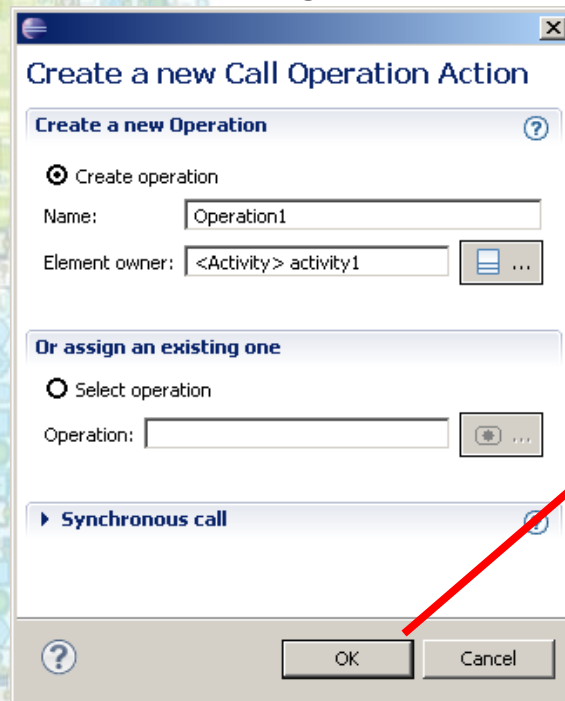 Create a new Call Operation Action
Create a new Operation
Create operation
Name: Operation1
Element owner: <Activity> activity1 ...
Or assign an existing one
Select operation
Operation: ...
Synchronous call
OK Cancel